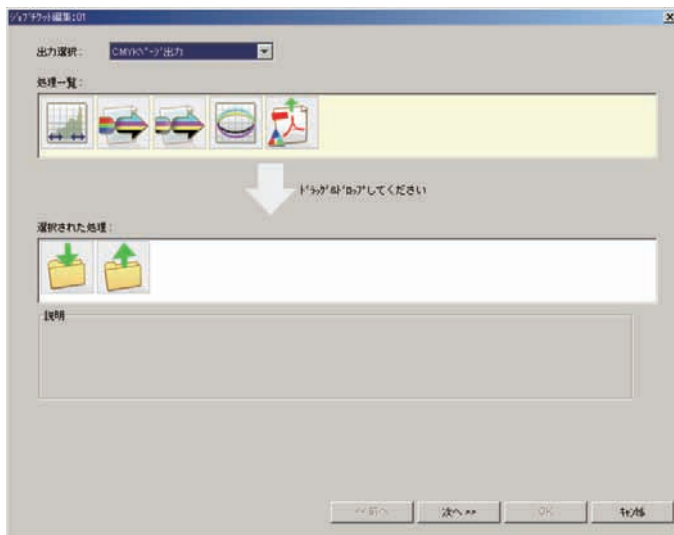 ｼﾞｮﾌﾞﾁｹｯﾄ編集:01
出力選択：
CMYKﾍﾟｰｼﾞ出力
処理一覧：
ﾄﾞﾗｯｸﾞ&ﾄﾞﾛｯﾌﾟしてください
選択された処理：
説明
<< 前へ
次へ >>
OK
ｷｬﾝｾﾙ